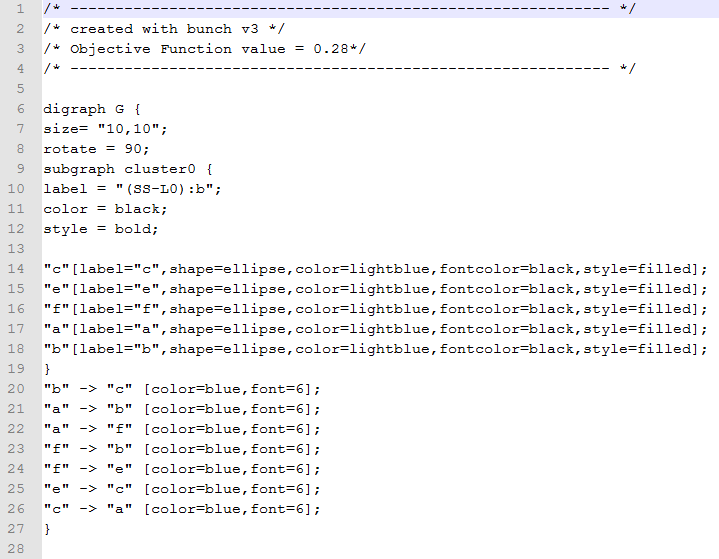 1 /* ------------------------------------------------------------ */
2 /* created with bunch v3 */
3 /* Objective Function value = 0.28*/
4 /* ------------------------------------------------------------ */
5
6 digraph G {
7 size= "10,10";
8 rotate = 90;
9 subgraph cluster0 {
10 label = "(SS-L0):b";
11 color = black;
12 style = bold;
13
14 "c"[label="c",shape=ellipse,color=lightblue,fontcolor=black,style=filled];
15 "e"[label="e",shape=ellipse,color=lightblue,fontcolor=black,style=filled];
16 "f"[label="f",shape=ellipse,color=lightblue,fontcolor=black,style=filled];
17 "a"[label="a",shape=ellipse,color=lightblue,fontcolor=black,style=filled];
18 "b"[label="b",shape=ellipse,color=lightblue,fontcolor=black,style=filled];
19 }
20 "b" -> "c" [color=blue,font=6];
21 "a" -> "b" [color=blue,font=6];
22 "a" -> "f" [color=blue,font=6];
23 "f" -> "b" [color=blue,font=6];
24 "f" -> "e" [color=blue,font=6];
25 "e" -> "c" [color=blue,font=6];
26 "c" -> "a" [color=blue,font=6];
27 }
28